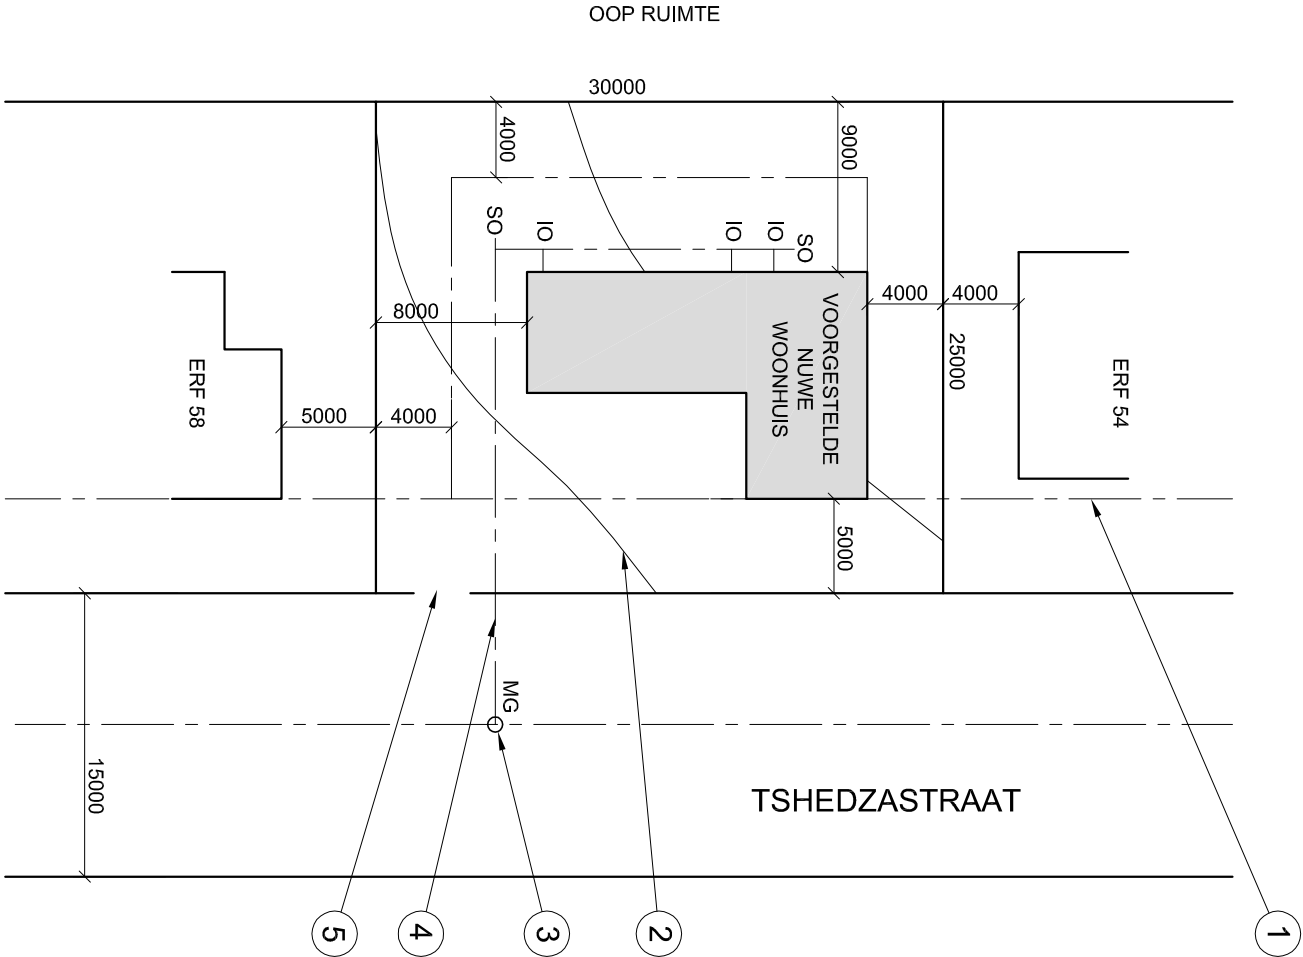 OOP RUIMTE
30000
4000
9000
SO
IO
IO
IO
SO
8000
4000
4000
VOORGESTELDE
NUWE
WOONHUIS
25000
ERF 58
ERF 54
5000
4000
5000
MG
15000
TSHEDZASTRAAT
5
4
3
2
1